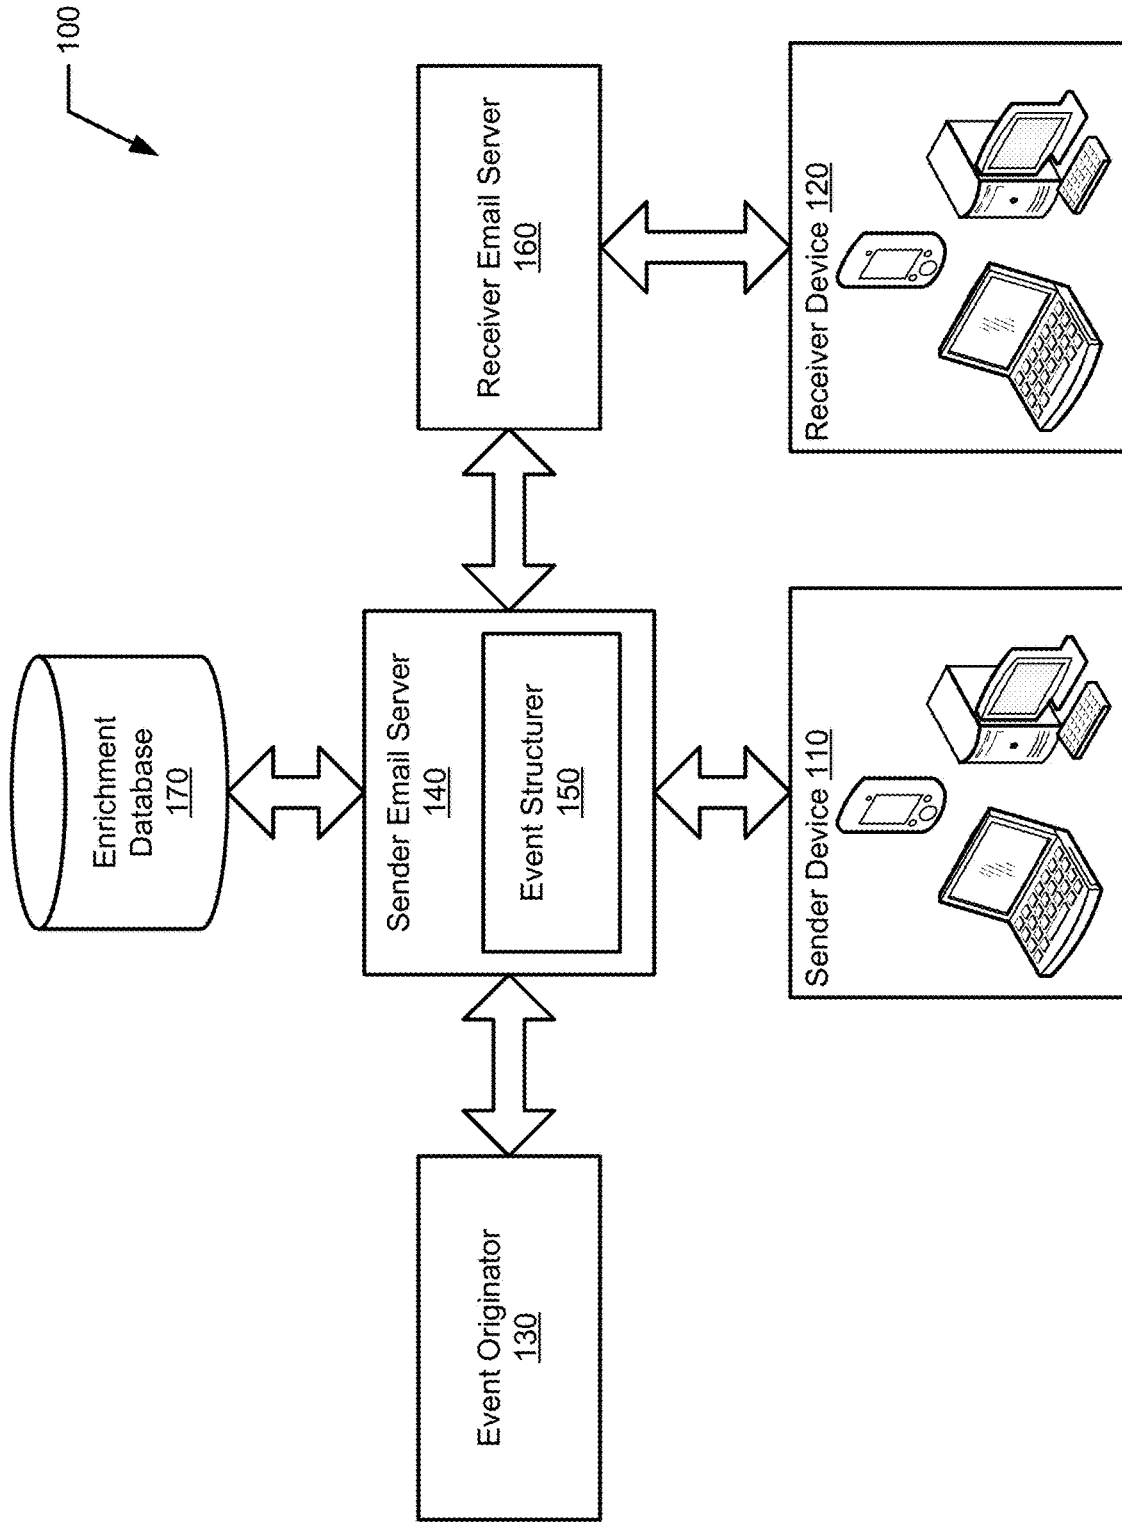 100
Enrichment
Database
170
Event Originator
130
Sender Email Server
140
Event Structurer
150
Receiver Email Server
160
Sender Device 110
Receiver Device 120